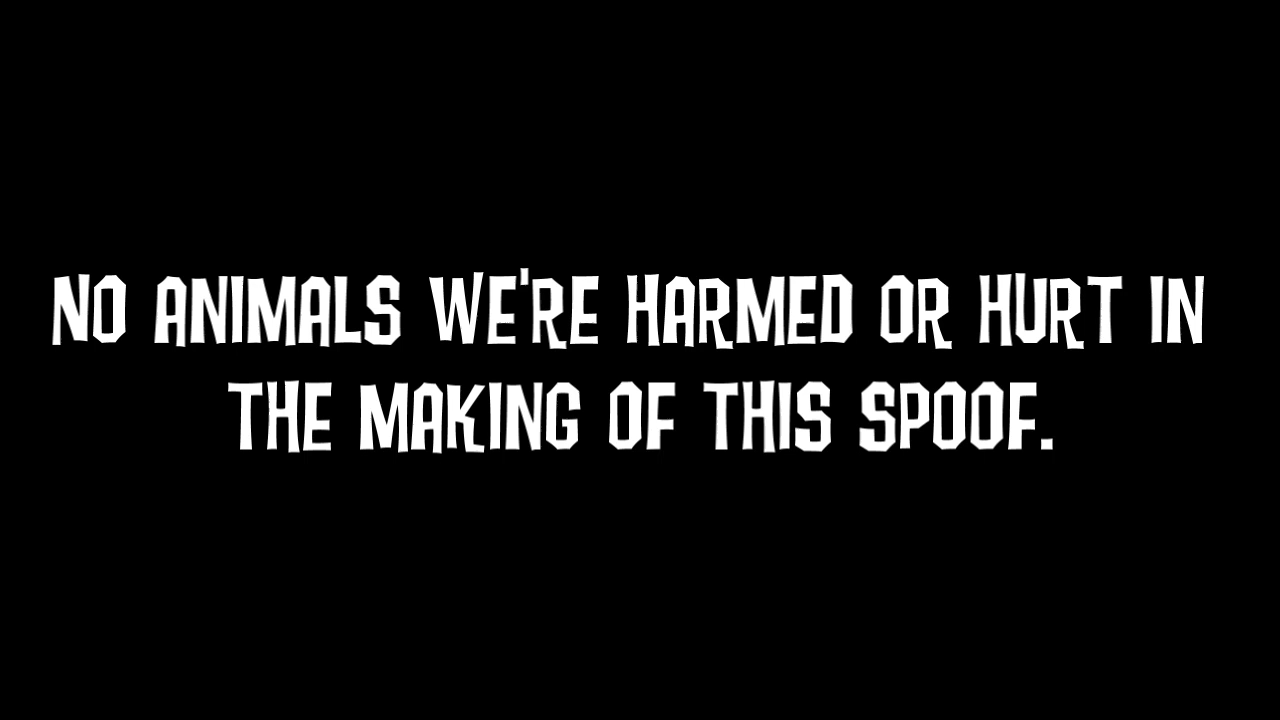 NO ANIMALS WE'RE HARMED OR HURT IN
THE MAKING OF THIS SPOOF.